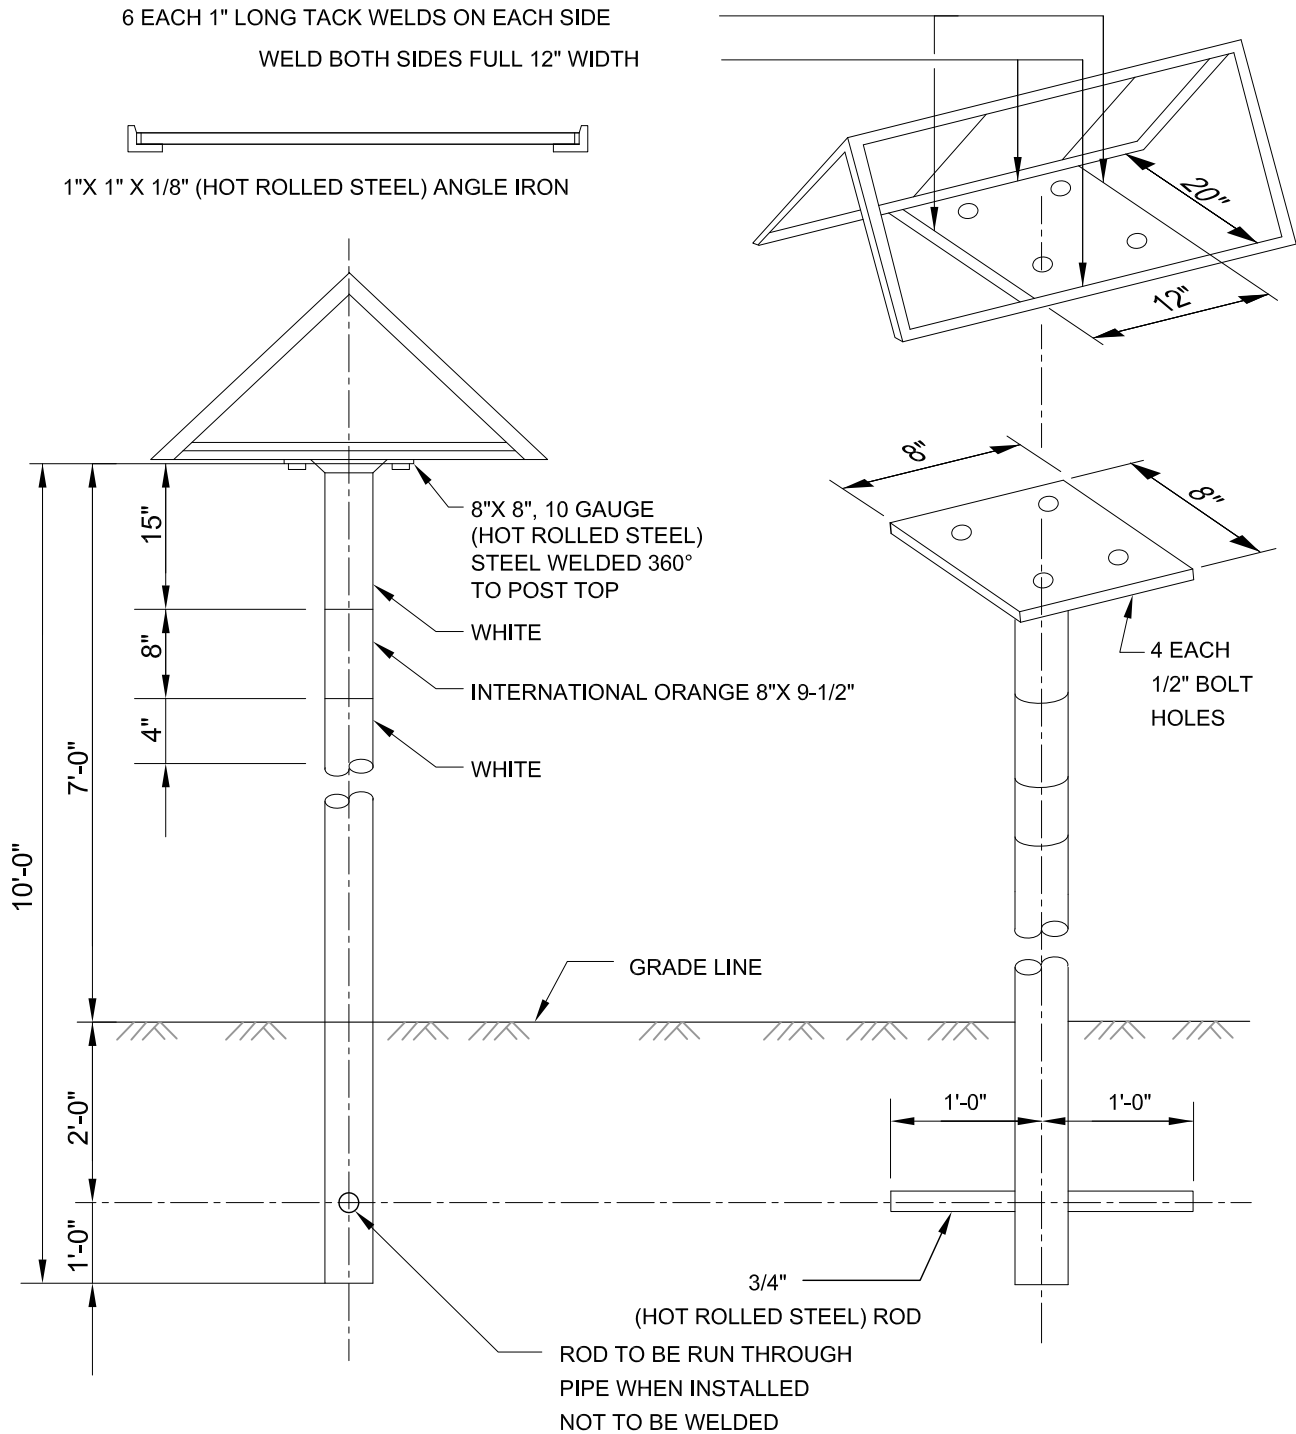 6 EACH 1" LONG TACK WELDS ON EACH SIDE
WELD BOTH SIDES FULL 12" WIDTH
1"X 1" X 1/8" (HOT ROLLED STEEL) ANGLE IRON
20"
12"
8"
8"
15"
8"X 8", 10 GAUGE
(HOT ROLLED STEEL)
STEEL WELDED 360°
TO POST TOP
WHITE
8"
INTERNATIONAL ORANGE 8"X 9-1/2"
4"
WHITE
4 EACH
1/2" BOLT
HOLES
7'-0"
10'-0"
GRADE LINE
2'-0"
1'-0"
1'-0"
1'-0"
3/4"
(HOT ROLLED STEEL) ROD
ROD TO BE RUN THROUGH
PIPE WHEN INSTALLED
NOT TO BE WELDED